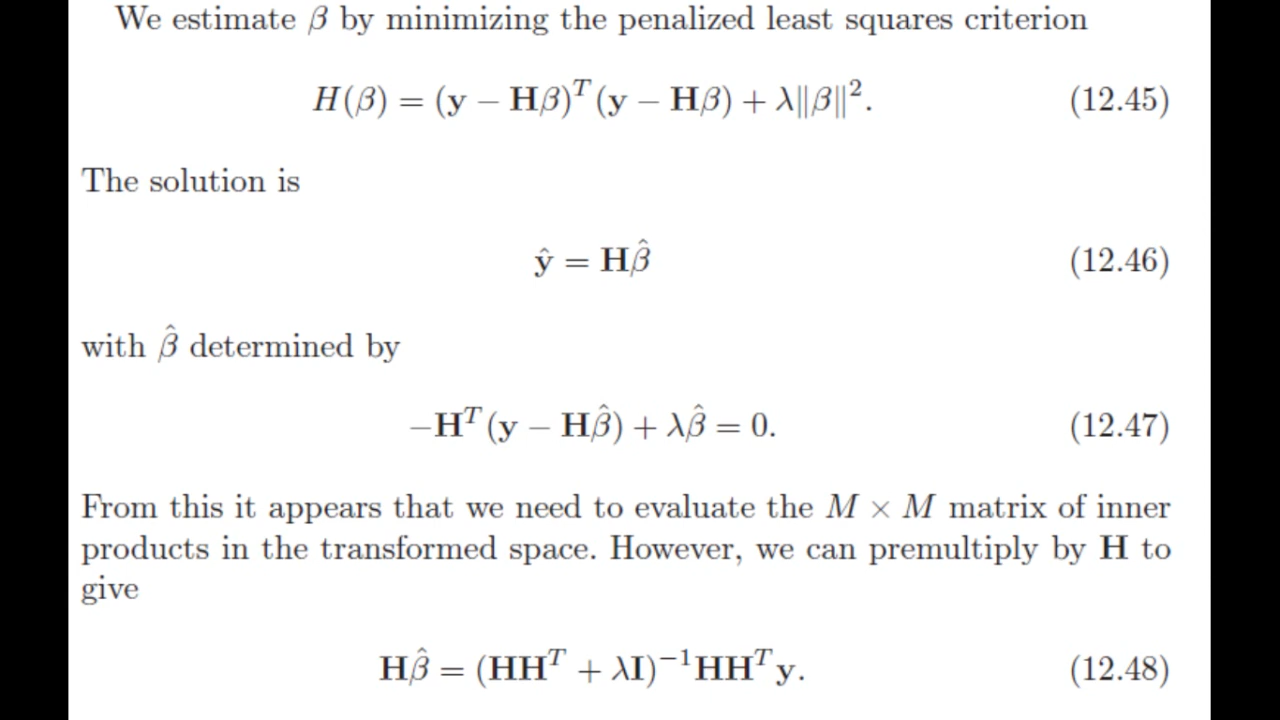 We estimate β by minimizing the penalized least squares criterion
H(β) = (y − Hβ)ᵀ(y − Hβ) + λ‖β‖². (12.45)
The solution is
ŷ = Hβ̂ (12.46)
with β̂ determined by
−Hᵀ(y − Hβ̂) + λβ̂ = 0. (12.47)
From this it appears that we need to evaluate the M × M matrix of inner
products in the transformed space. However, we can premultiply by H to
give
Hβ̂ = (HHᵀ + λI)⁻¹HHᵀy. (12.48)